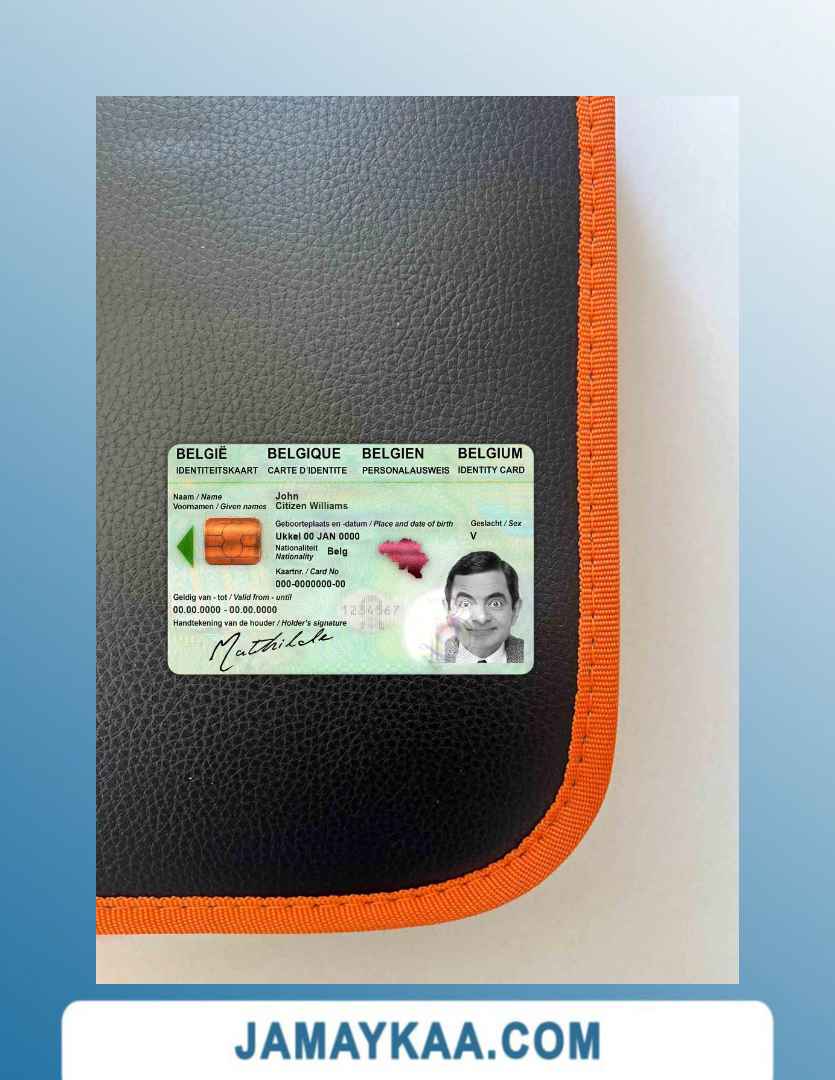 BELGIË BELGIQUE BELGIEN BELGIUM
IDENTITEITSKAART CARTE D'IDENTITE PERSONALAUSWEIS IDENTITY CARD
Naam / Name John
Voornamen / Given names Citizen Williams
Geboorteplaats en -datum / Place and date of birth Geslacht / Sex
Ukkel 00 JAN 0000 V
Nationaliteit Belg
Nationality
Kaartnr. / Card No
000-0000000-00
Geldig van - tot / Valid from - until
00.00.0000 - 00.00.0000
1234567
Handtekening van de houder / Holder's signature
Mathilde
JAMAYKAA.COM